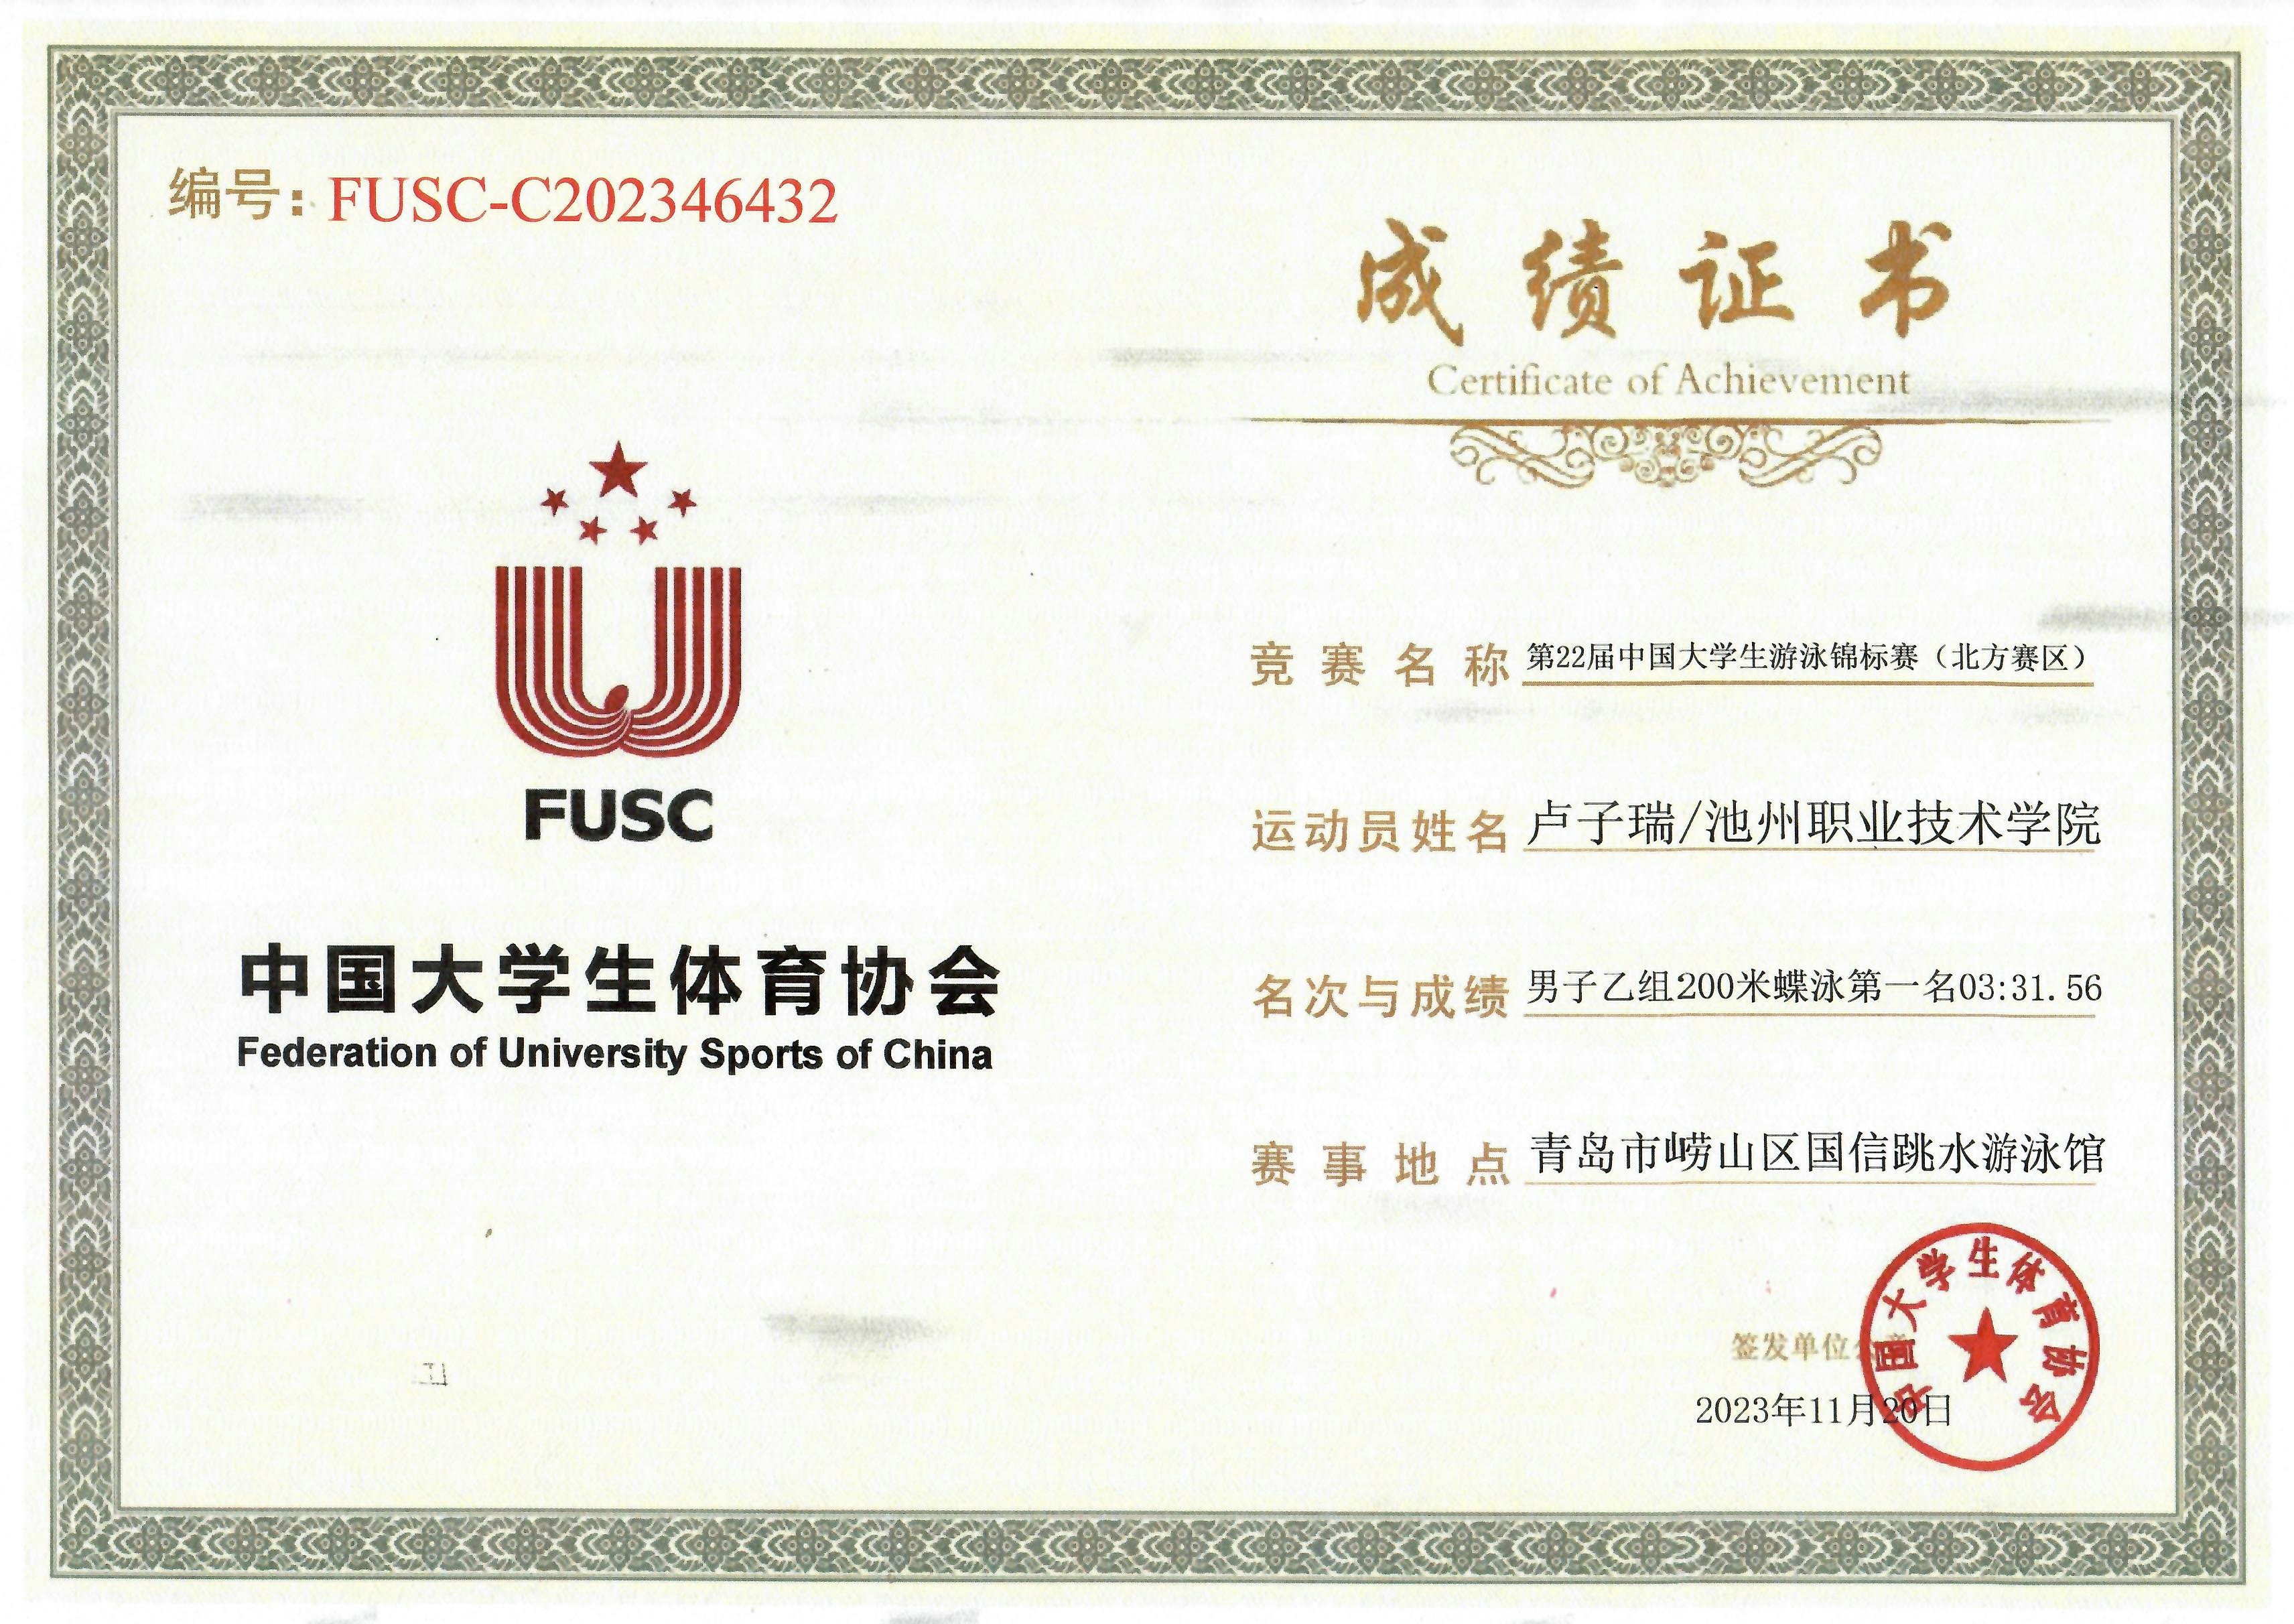 编号：FUSC-C202346432
成绩证书
Certificate of Achievement
FUSC
中国大学生体育协会
Federation of University Sports of China
竞赛名称 第22届中国大学生游泳锦标赛（北方赛区）
运动员姓名 卢子瑞/池州职业技术学院
名次与成绩 男子乙组200米蝶泳第一名03:31.56
赛事地点 青岛市崂山区国信跳水游泳馆
签发单位公章
2023年11月20日
中国大学生体育协会